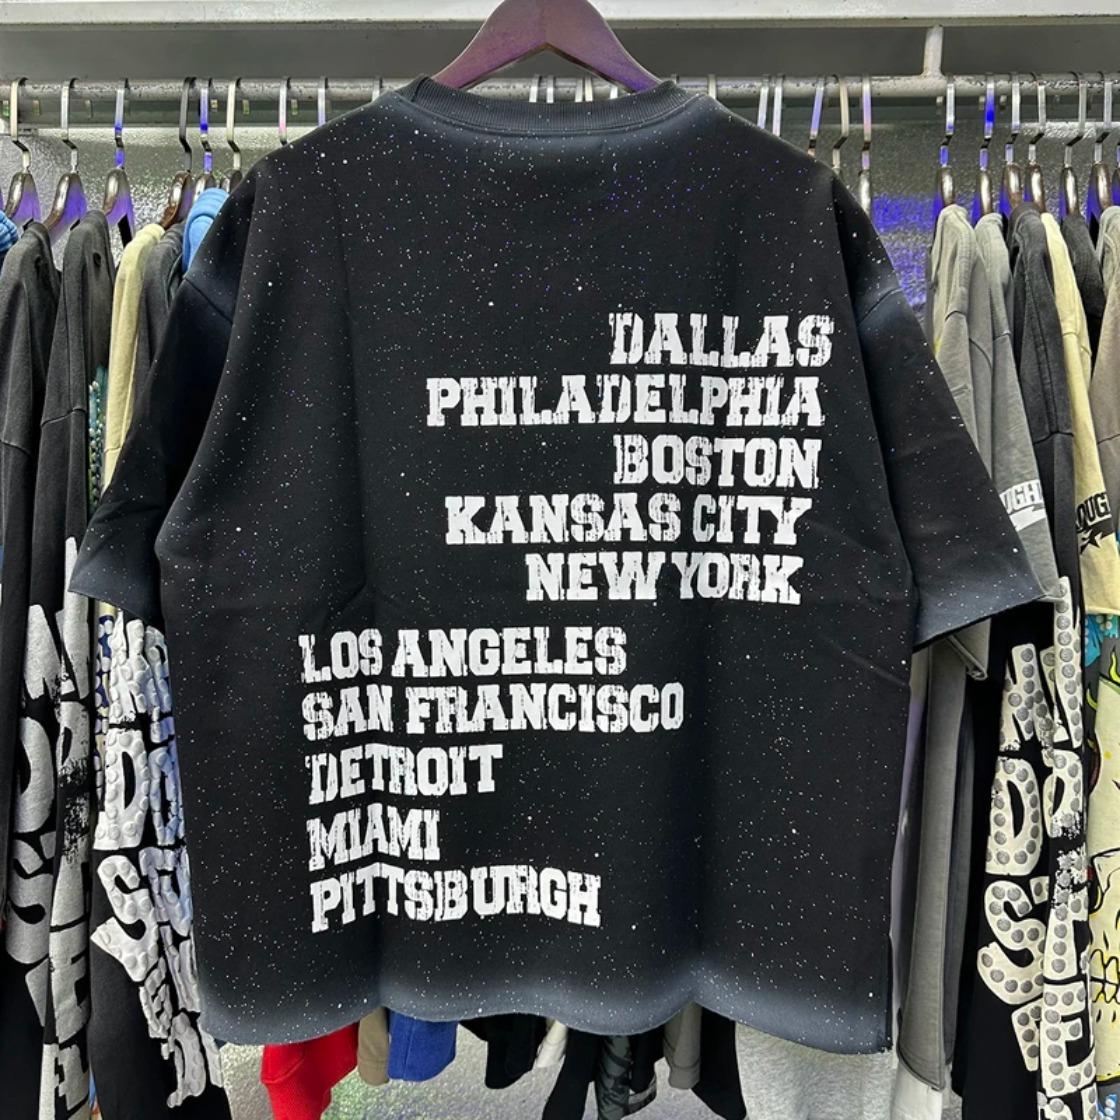 DALLAS
PHILADELPHIA
BOSTON
KANSAS CITY
NEW YORK
LOS ANGELES
SAN FRANCISCO
DETROIT
MIAMI
PITTSBURGH